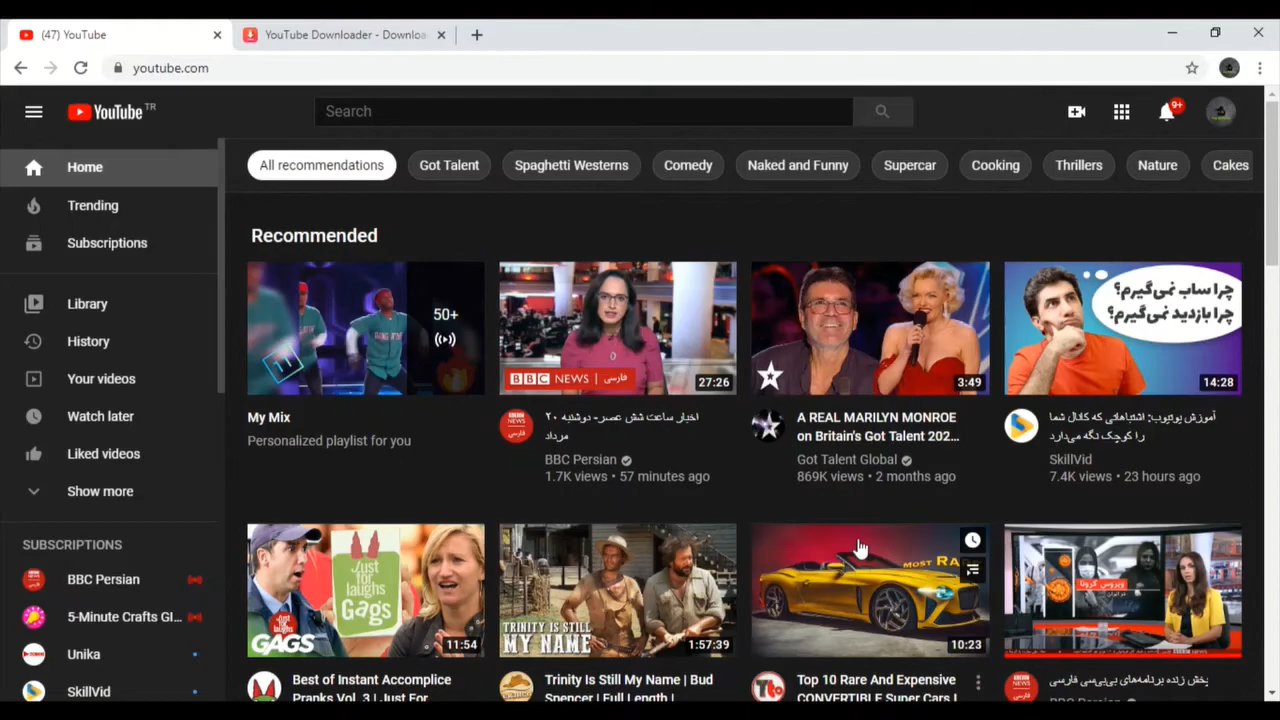 (47) YouTube
YouTube Downloader - Downloa
youtube.com
YouTube TR
Search
9+
All recommendations
Got Talent
Spaghetti Westerns
Comedy
Naked and Funny
Supercar
Cooking
Thrillers
Nature
Cakes
Home
Trending
Subscriptions
Library
History
Your videos
Watch later
Liked videos
Show more
SUBSCRIPTIONS
BBC Persian
5-Minute Crafts Gl...
Unika
SkillVid
Recommended
50+
My Mix
Personalized playlist for you
BBC NEWS | فارسی
27:26
اخبار ساعت شش عصر- دوشنبه ۲۰
مرداد
BBC Persian
1.7K views • 57 minutes ago
3:49
A REAL MARILYN MONROE
on Britain's Got Talent 202...
Got Talent Global
869K views • 2 months ago
چرا ساب نمی‌گیرم؟
چرا بازدید نمی‌گیرم؟
14:28
آموزش یوتیوب: اشتباهاتی که کانال شما
را کوچک نگه می‌دارد
SkillVid
7.4K views • 23 hours ago
Just
for
laughs
Gags
GAGS
11:54
Best of Instant Accomplice
Pranks Vol. 3 | Just For
TRINITY IS STILL
MY NAME
1:57:39
Trinity Is Still My Name | Bud
Spencer | Full Length |
MOST RA
10:23
Top 10 Rare And Expensive
CONVERTIBLE Super Cars |
ویروس کرونا
پخش زنده برنامه‌های بی‌بی‌سی فارسی